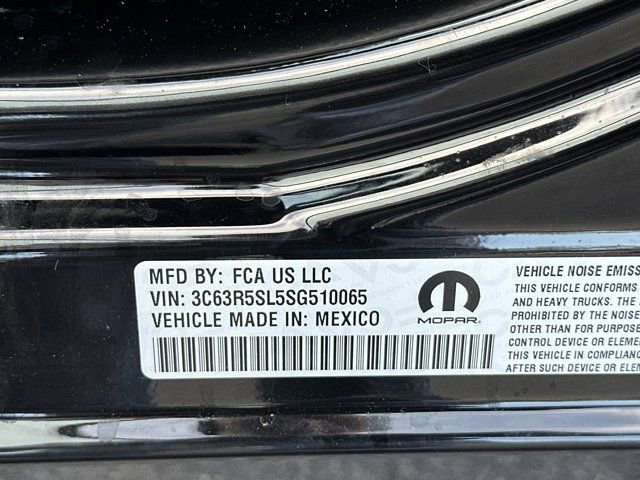 MFD BY: FCA US LLC
VIN: 3C63R5SL5SG510065
VEHICLE MADE IN: MEXICO
MOPAR
VEHICLE NOISE EMISS
THIS VEHICLE CONFORMS
AND HEAVY TRUCKS. THE
PROHIBITED BY THE NOISE
OTHER THAN FOR PURPOSE
CONTROL DEVICE OR ELEME
THIS VEHICLE IN COMPLIANC
AFTER SUCH DEVICE OR ELEM